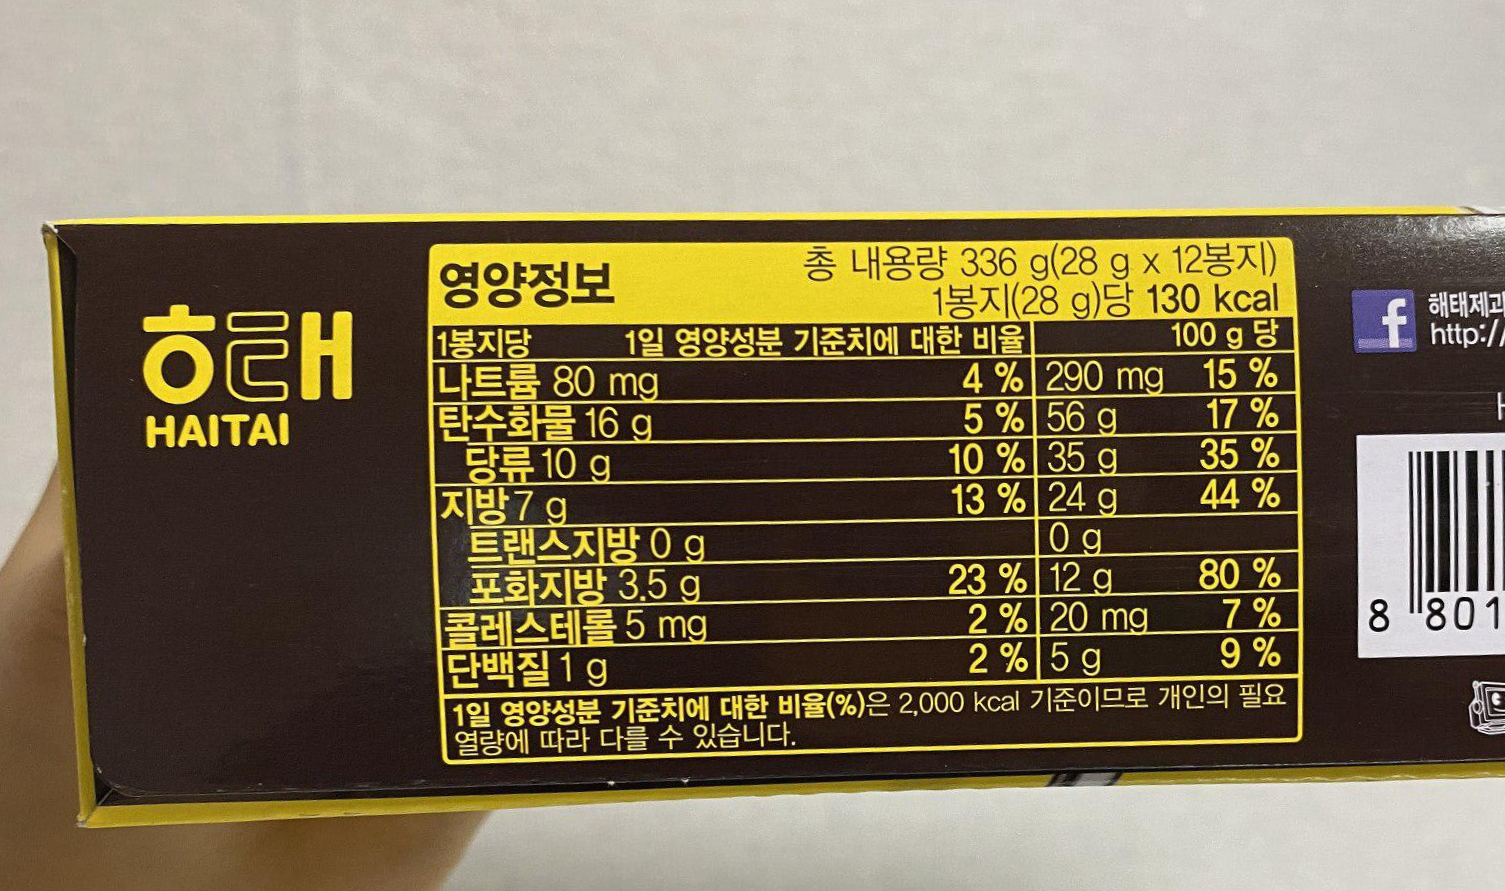 해태
HAITAI
영양정보
총 내용량 336 g(28 g x 12봉지)
1봉지(28 g)당 130 kcal
1봉지당 1일 영양성분 기준치에 대한 비율 100 g 당
나트륨 80 mg 4 % 290 mg 15 %
탄수화물 16 g 5 % 56 g 17 %
당류 10 g 10 % 35 g 35 %
지방 7 g 13 % 24 g 44 %
트랜스지방 0 g 0 g
포화지방 3.5 g 23 % 12 g 80 %
콜레스테롤 5 mg 2 % 20 mg 7 %
단백질 1 g 2 % 5 g 9 %
1일 영양성분 기준치에 대한 비율(%)은 2,000 kcal 기준이므로 개인의 필요
열량에 따라 다를 수 있습니다.
f
해태제과
http://
8 801